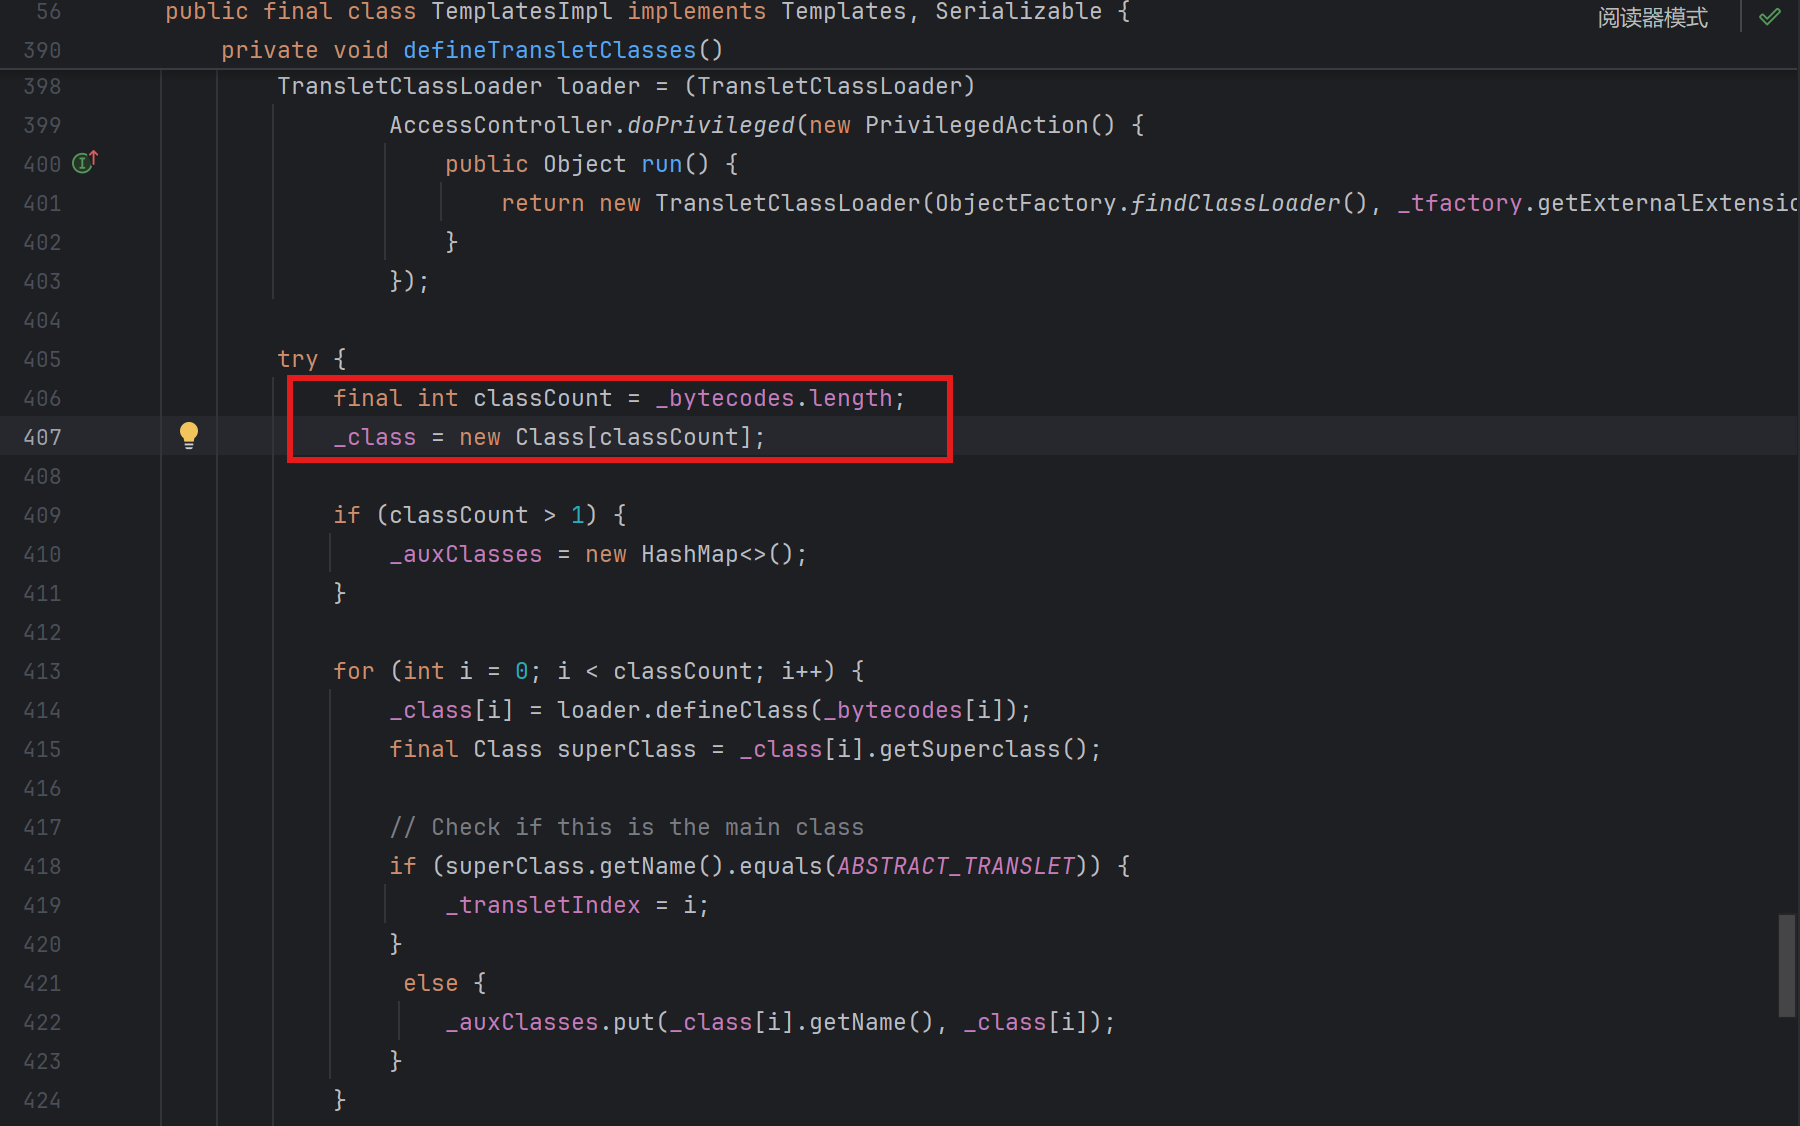 56 public final class TemplatesImpl implements Templates, Serializable {
阅读器模式
390 private void defineTransletClasses()
398 TransletClassLoader loader = (TransletClassLoader)
399 AccessController.doPrivileged(new PrivilegedAction() {
400 public Object run() {
401 return new TransletClassLoader(ObjectFactory.findClassLoader(), _tfactory.getExternalExtensio
402 }
403 });
404
405 try {
406 final int classCount = _bytecodes.length;
407 _class = new Class[classCount];
408
409 if (classCount > 1) {
410 _auxClasses = new HashMap<>();
411 }
412
413 for (int i = 0; i < classCount; i++) {
414 _class[i] = loader.defineClass(_bytecodes[i]);
415 final Class superClass = _class[i].getSuperclass();
416
417 // Check if this is the main class
418 if (superClass.getName().equals(ABSTRACT_TRANSLET)) {
419 _transletIndex = i;
420 }
421 else {
422 _auxClasses.put(_class[i].getName(), _class[i]);
423 }
424 }